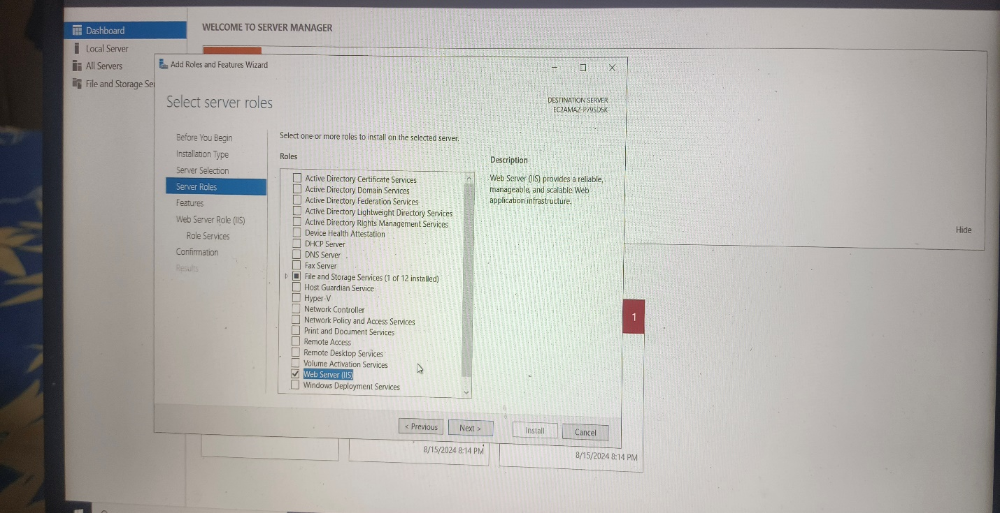 Dashboard
Local Server
All Servers
File and Storage Se
WELCOME TO SERVER MANAGER
Add Roles and Features Wizard
Select server roles
DESTINATION SERVER
EC2AMAZ-P79SD5K
Before You Begin
Installation Type
Server Selection
Server Roles
Features
Web Server Role (IIS)
Role Services
Confirmation
Results
Select one or more roles to install on the selected server.
Roles
Active Directory Certificate Services
Active Directory Domain Services
Active Directory Federation Services
Active Directory Lightweight Directory Services
Active Directory Rights Management Services
Device Health Attestation
DHCP Server
DNS Server
Fax Server
File and Storage Services (1 of 12 installed)
Host Guardian Service
Hyper-V
Network Controller
Network Policy and Access Services
Print and Document Services
Remote Access
Remote Desktop Services
Volume Activation Services
Web Server (IIS)
Windows Deployment Services
Description
Web Server (IIS) provides a reliable,
manageable, and scalable Web
application infrastructure.
< Previous
Next >
Install
Cancel
Hide
1
8/15/2024 8:14 PM
8/15/2024 8:14 PM